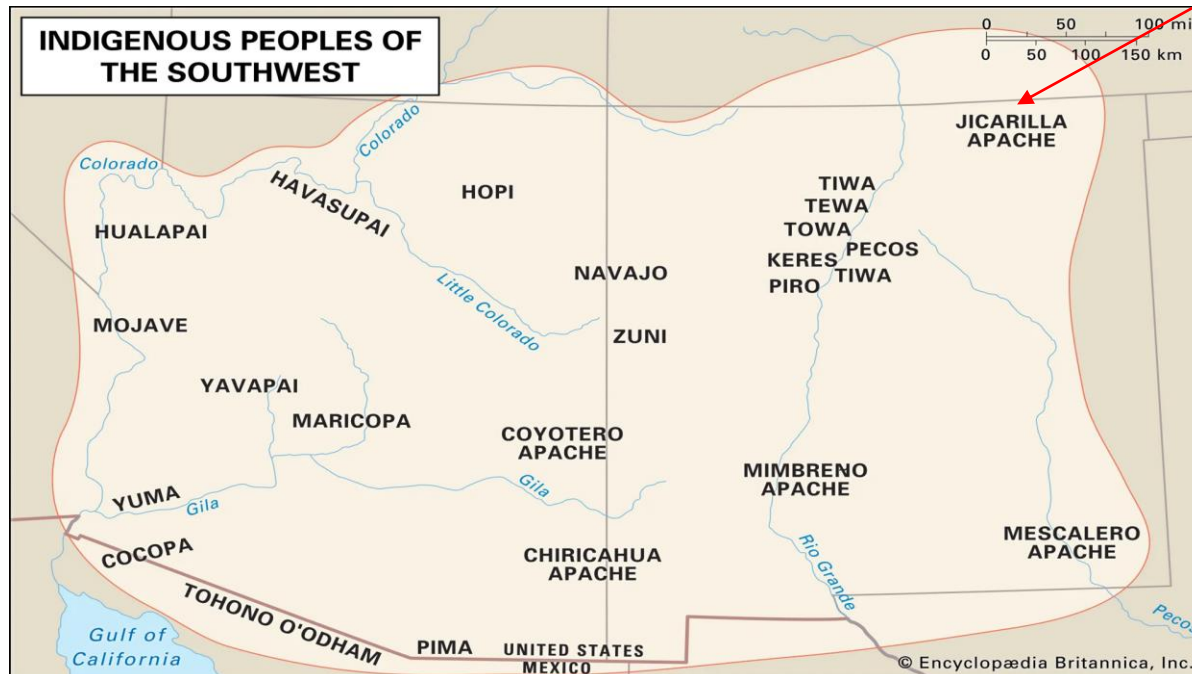 INDIGENOUS PEOPLES OF
THE SOUTHWEST
0 50 100 mi
0 50 100 150 km
JICARILLA
APACHE
Colorado
Colorado
HAVASUPAI
HOPI
TIWA
TEWA
TOWA
HUALAPAI
PECOS
KERES
TIWA
NAVAJO
PIRO
Little Colorado
MOJAVE
ZUNI
YAVAPAI
MARICOPA
COYOTERO
APACHE
MIMBRENO
APACHE
Gila
YUMA
Gila
MESCALERO
APACHE
COCOPA
CHIRICAHUA
APACHE
Rio Grande
TOHONO O'ODHAM
Pecos
Gulf of
California
PIMA
UNITED STATES
MEXICO
© Encyclopædia Britannica, Inc.